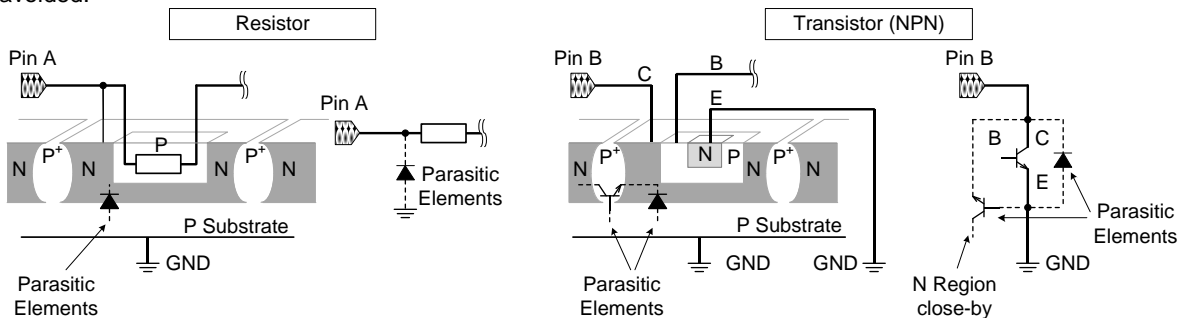 Resistor
Transistor (NPN)
Pin A
Pin B
C
B
E
Pin B
Pin A
N
P+
N
P
N
P+
N
N
P+
N
N
P
P+
N
B
C
E
Parasitic
Elements
P Substrate
GND
Parasitic
Elements
P Substrate
GND
GND
Parasitic
Elements
GND
Parasitic
Elements
N Region
close-by